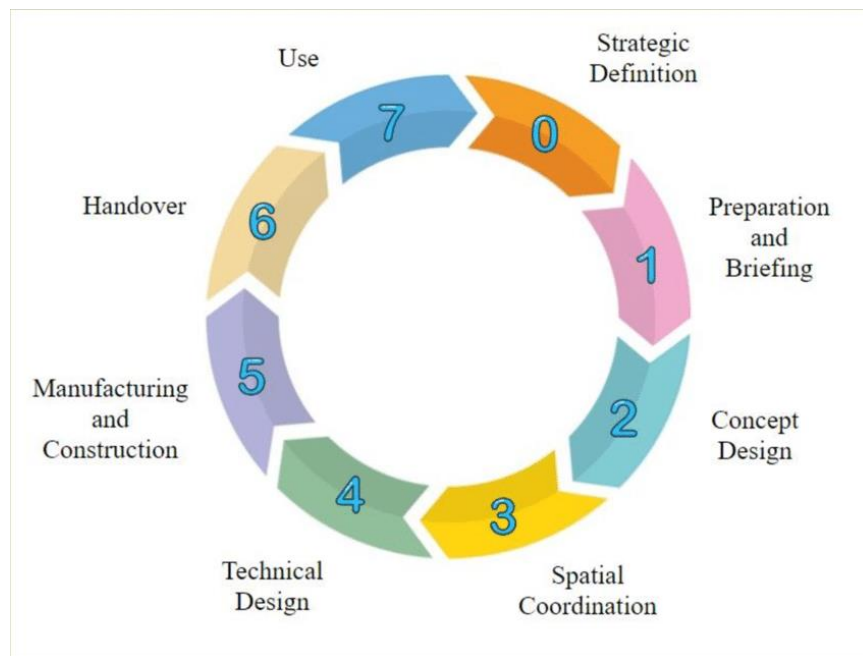 Strategic
Definition
0
Preparation
and
Briefing
1
Concept
Design
2
Spatial
Coordination
3
Technical
Design
4
Manufacturing
and
Construction
5
Handover
6
Use
7